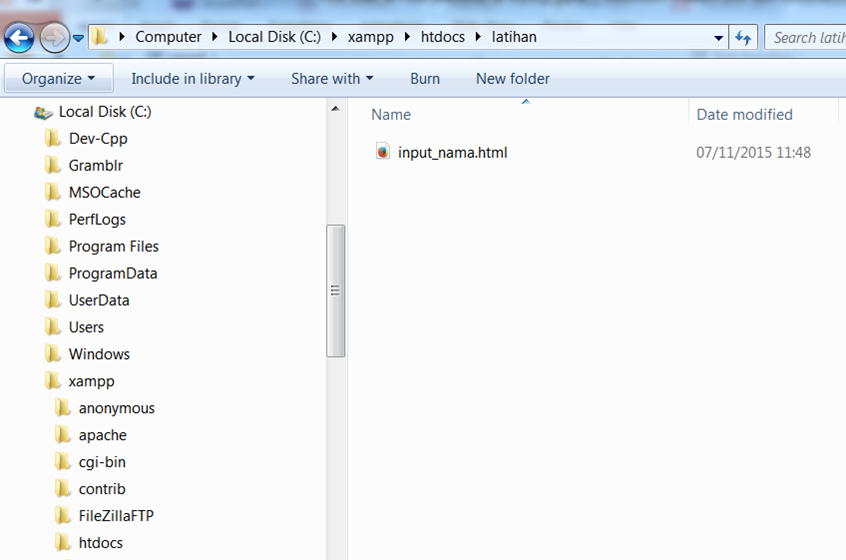 Computer Local Disk (C:) xampp htdocs latihan Search latih
Organize Include in library Share with Burn New folder
Name Date modified
input_nama.html 07/11/2015 11:48
Local Disk (C:)
Dev-Cpp
Gramblr
MSOCache
PerfLogs
Program Files
ProgramData
UserData
Users
Windows
xampp
anonymous
apache
cgi-bin
contrib
FileZillaFTP
htdocs